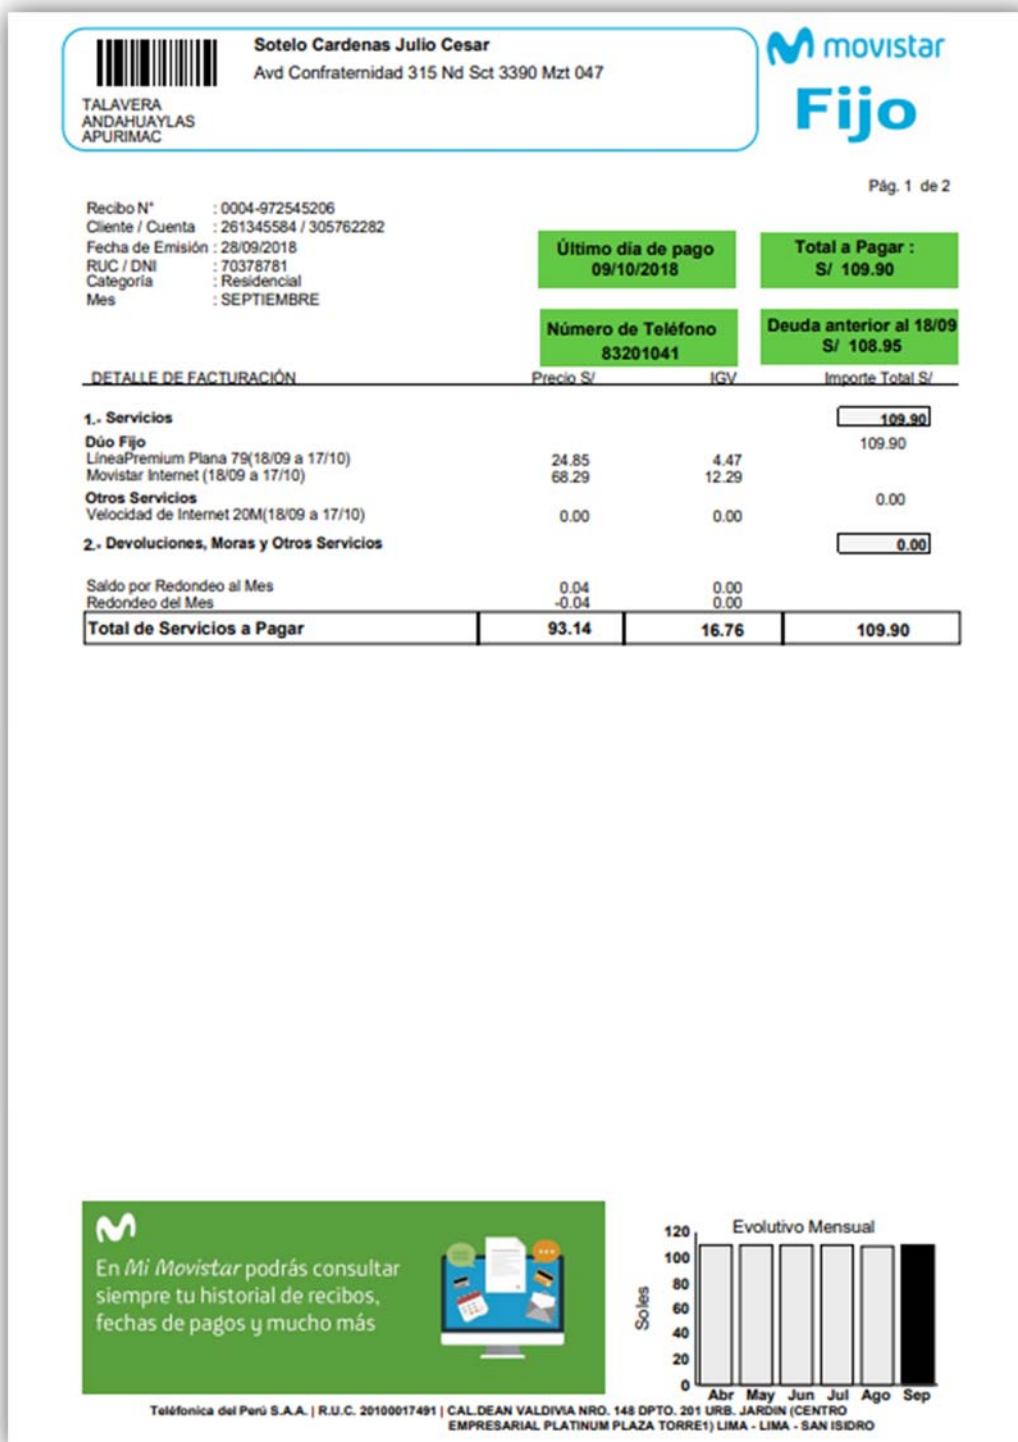 Sotelo Cardenas Julio Cesar
Avd Confraternidad 315 Nd Sct 3390 Mzt 047
TALAVERA
ANDAHUAYLAS
APURIMAC
movistar
Fijo
Pág. 1 de 2
Recibo N° : 0004-972545206
Cliente / Cuenta : 261345584 / 305762282
Fecha de Emisión : 28/09/2018
RUC / DNI : 70378781
Categoría : Residencial
Mes : SEPTIEMBRE
Último día de pago
09/10/2018
Total a Pagar :
S/ 109.90
Número de Teléfono
83201041
Deuda anterior al 18/09
S/ 108.95
DETALLE DE FACTURACIÓN Precio S/ IGV Importe Total S/
1.- Servicios 109.90
Dúo Fijo 109.90
LíneaPremium Plana 79(18/09 a 17/10) 24.85 4.47
Movistar Internet (18/09 a 17/10) 68.29 12.29
Otros Servicios 0.00
Velocidad de Internet 20M(18/09 a 17/10) 0.00 0.00
2.- Devoluciones, Moras y Otros Servicios 0.00
Saldo por Redondeo al Mes 0.04 0.00
Redondeo del Mes -0.04 0.00
Total de Servicios a Pagar 93.14 16.76 109.90
En Mi Movistar podrás consultar
siempre tu historial de recibos,
fechas de pagos y mucho más
Evolutivo Mensual
Soles
120
100
80
60
40
20
0
Abr May Jun Jul Ago Sep
Teléfonica del Perú S.A.A. | R.U.C. 20100017491 | CAL.DEAN VALDIVIA NRO. 148 DPTO. 201 URB. JARDIN (CENTRO
EMPRESARIAL PLATINUM PLAZA TORRE1) LIMA - LIMA - SAN ISIDRO